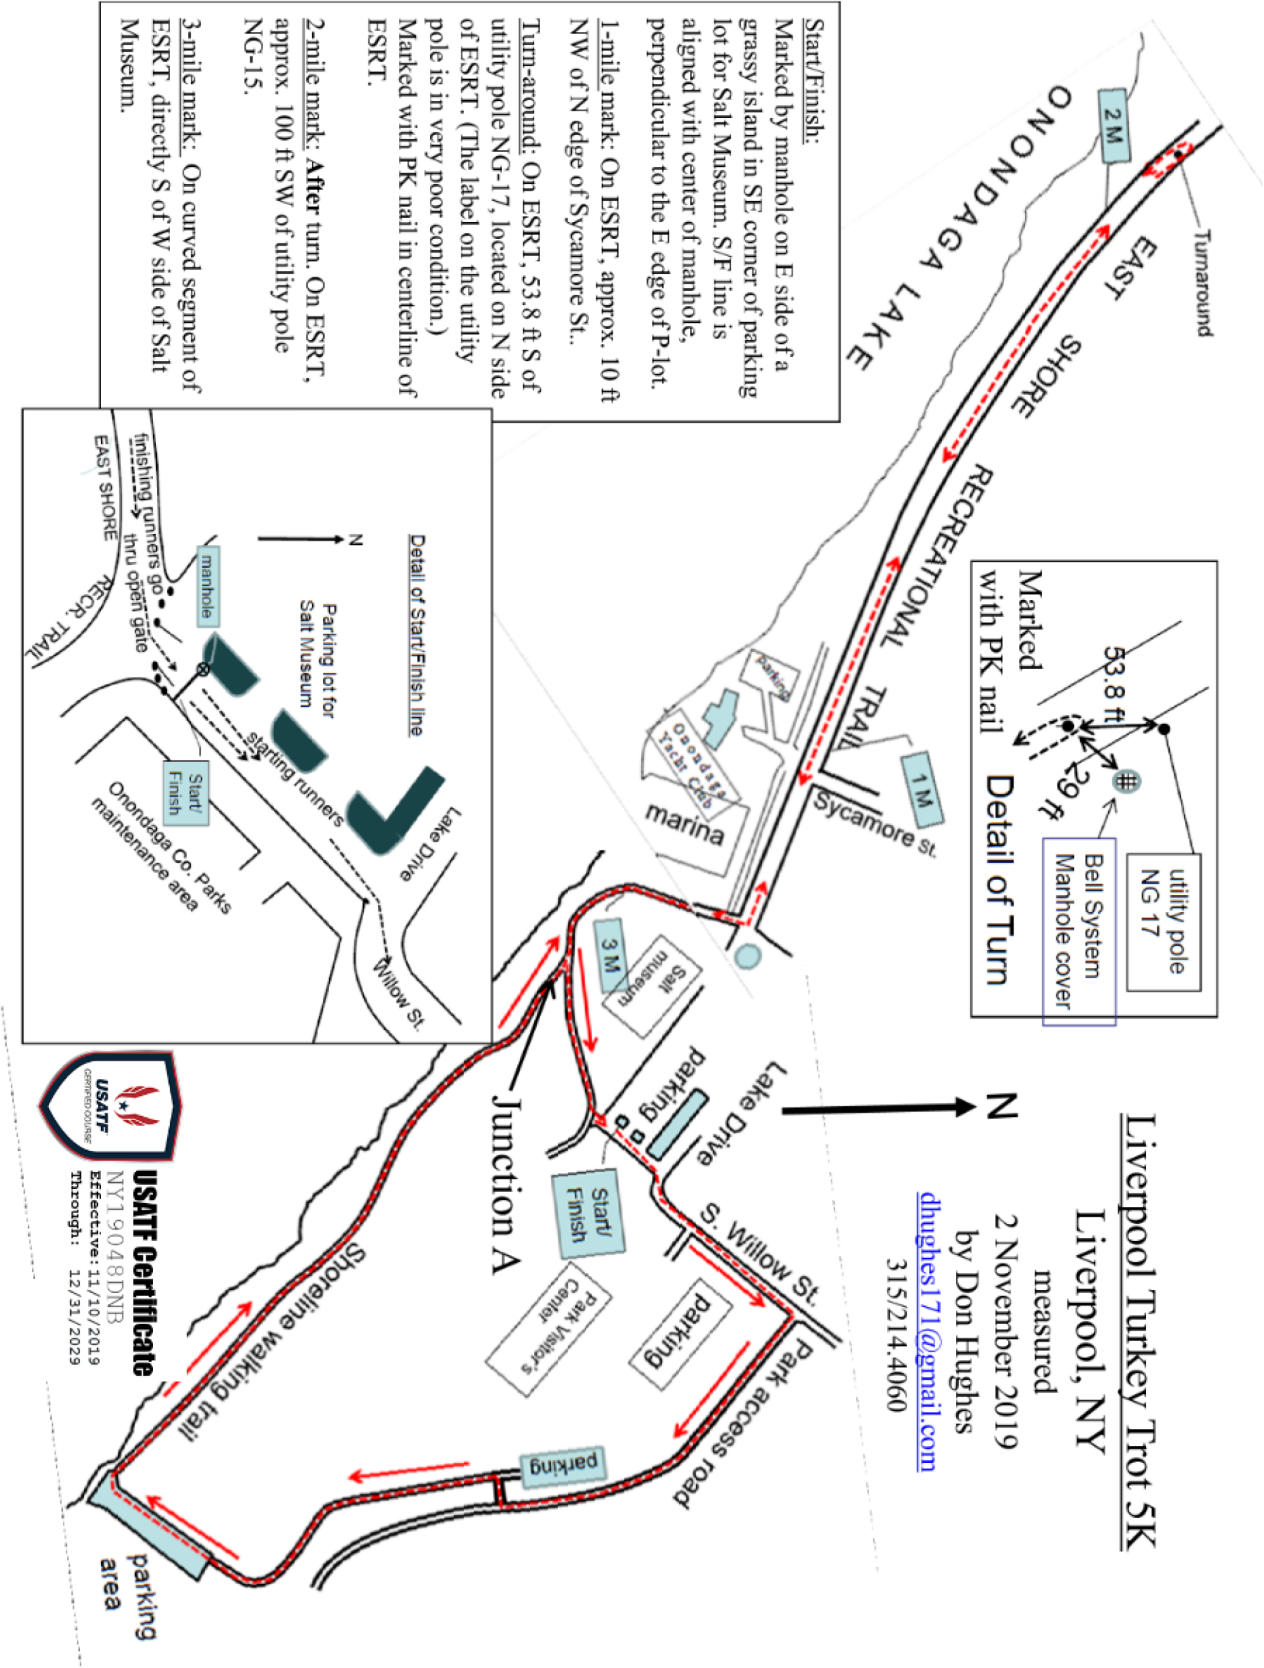 Liverpool Turkey Trot 5K
Liverpool, NY
measured
2 November 2019
by Don Hughes
dhughes171@gmail.com
315/214.4060
N
Turnaround
2 M
EAST
SHORE
RECREATIONAL
TRAIL
ONONDAGA LAKE
utility pole
NG 17
Bell System
Manhole cover
53.8 ft
29 ft
Marked
with PK nail
Detail of Turn
1 M
Sycamore St.
Parking
Onondaga
Yacht Club
marina
3 M
Salt
museum
Lake Drive
parking
Start/
Finish
Junction A
S. Willow St.
parking
Park Visitor's
Center
Park access road
parking
Shoreline walking trail
parking
area
Start/Finish:
Marked by manhole on E side of a
grassy island in SE corner of parking
lot for Salt Museum. S/F line is
aligned with center of manhole,
perpendicular to the E edge of P-lot.
1-mile mark: On ESRT, approx. 10 ft
NW of N edge of Sycamore St..
Turn-around: On ESRT, 53.8 ft S of
utility pole NG-17, located on N side
of ESRT. (The label on the utility
pole is in very poor condition.)
Marked with PK nail in centerline of
ESRT.
2-mile mark: After turn. On ESRT,
approx. 100 ft SW of utility pole
NG-15.
3-mile mark: On curved segment of
ESRT, directly S of W side of Salt
Museum.
Detail of Start/Finish line
N
Parking lot for
Salt Museum
Lake Drive
manhole
starting runners
Willow St.
finishing runners go
thru open gate
EAST SHORE
RECR. TRAIL
Start/
Finish
Onondaga Co. Parks
maintenance area
USATF
CERTIFIED COURSE
USATF Certificate
NY19048DNB
Effective: 11/10/2019
Through: 12/31/2029